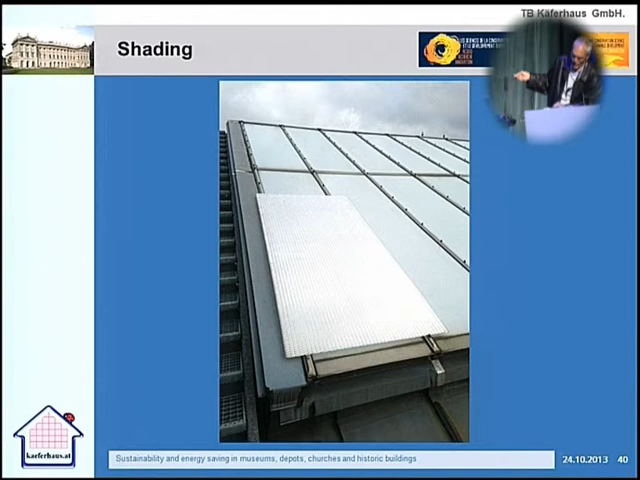 TB Käferhaus GmbH.
Shading
kaeferhaus.at
Sustainability and energy saving in museums, depots, churches and historic buildings
24.10.2013 40